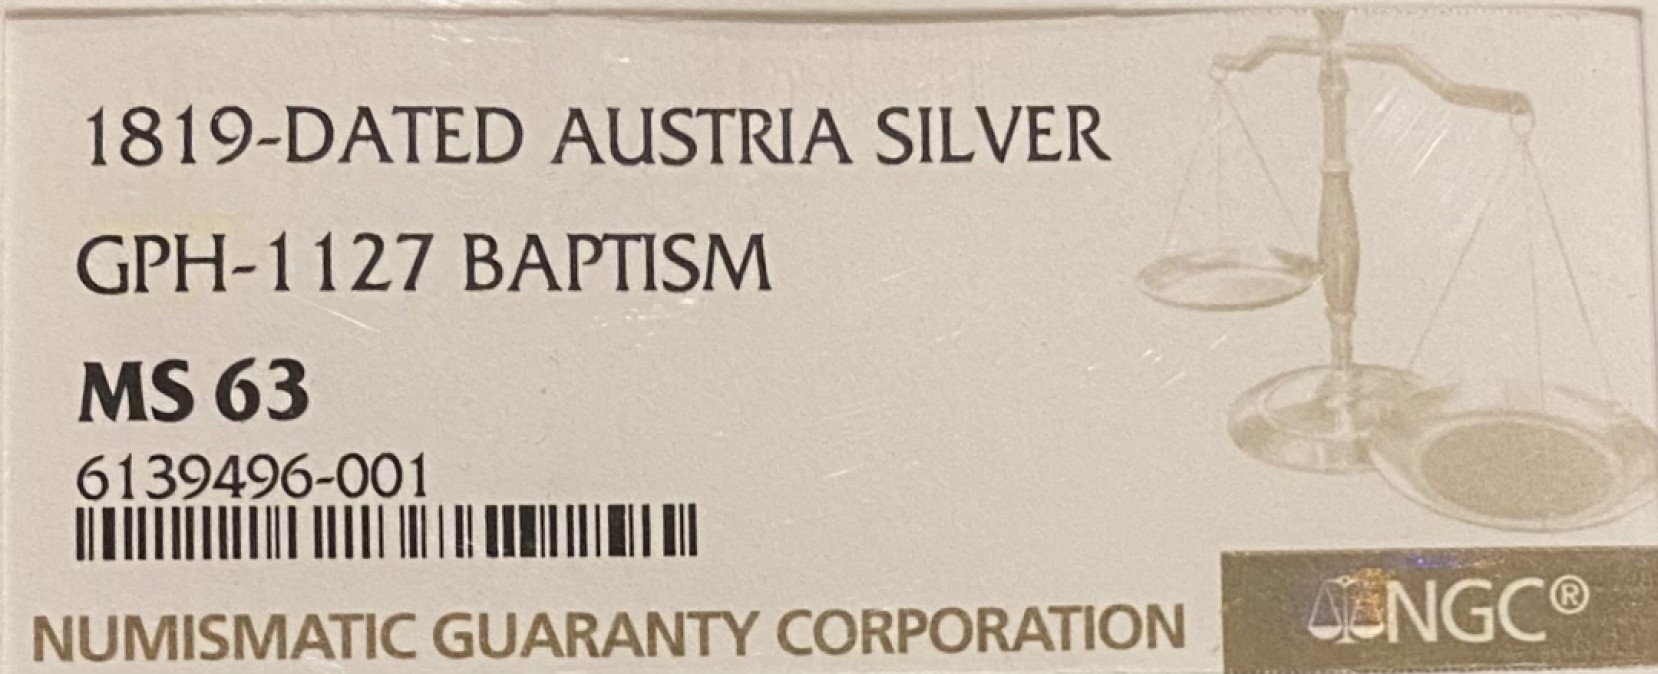 1819-DATED AUSTRIA SILVER
GPH-1127 BAPTISM
MS 63
6139496-001
NUMISMATIC GUARANTY CORPORATION
NGC®